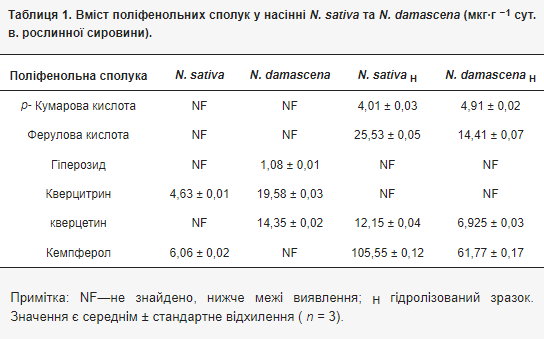 Таблиця 1. Вміст поліфенольних сполук у насінні N. sativa та N. damascena (мкг·г ⁻¹ сут.
в. рослинної сировини).
Поліфенольна сполука N. sativa N. damascena N. sativa H N. damascena H
p- Кумарова кислота NF NF 4,01 ± 0,03 4,91 ± 0,02
Ферулова кислота NF NF 25,53 ± 0,05 14,41 ± 0,07
Гіперозид NF 1,08 ± 0,01 NF NF
Кверцитрин 4,63 ± 0,01 19,58 ± 0,03 NF NF
кверцетин NF 14,35 ± 0,02 12,15 ± 0,04 6,925 ± 0,03
Кемпферол 6,06 ± 0,02 NF 105,55 ± 0,12 61,77 ± 0,17
Примітка: NF—не знайдено, нижче межі виявлення; H гідролізований зразок.
Значення є середнім ± стандартне відхилення ( n = 3).